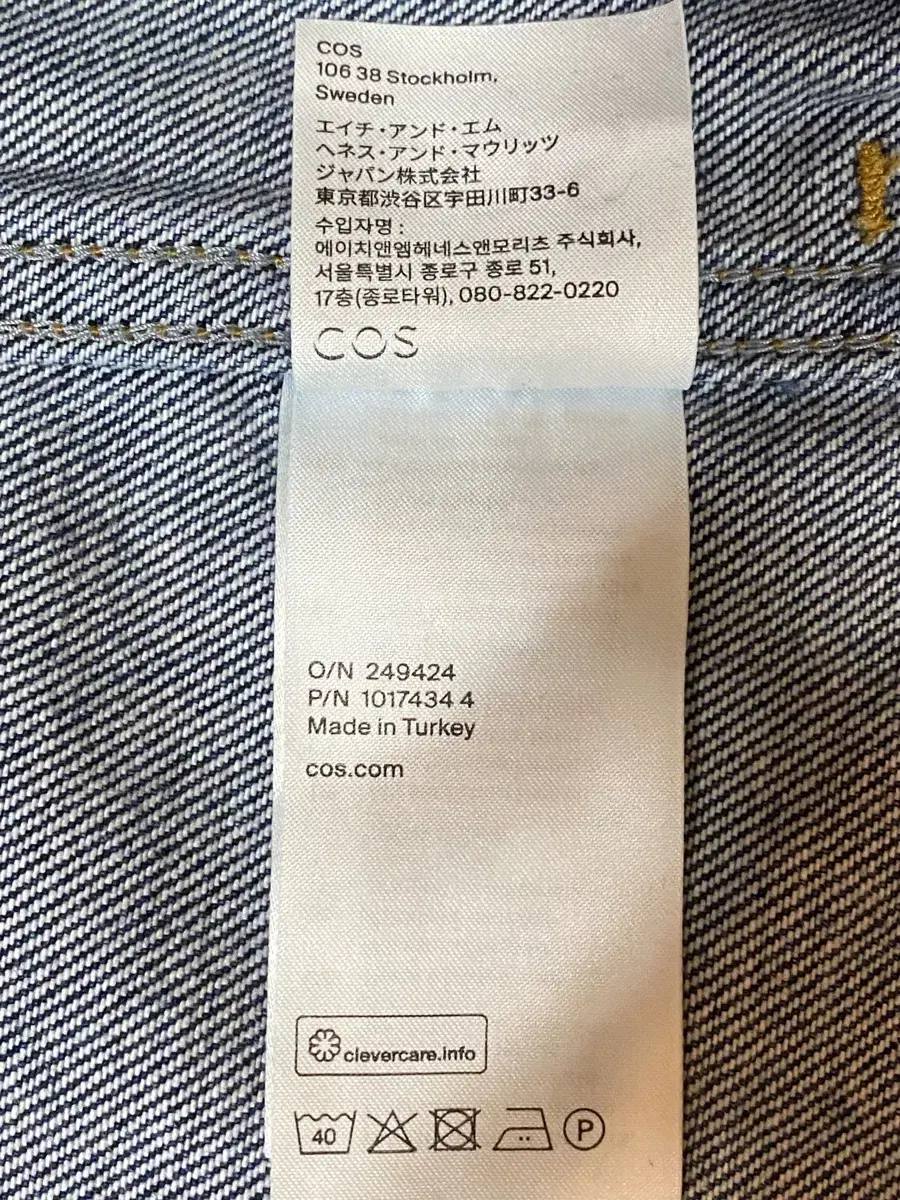 COS
106 38 Stockholm,
Sweden
エイチ・アンド・エム
ヘネス・アンド・マウリッツ
ジャパン株式会社
東京都渋谷区宇田川町33-6
수입자명 :
에이치앤엠헤네스앤모리츠 주식회사,
서울특별시 종로구 종로 51,
17층(종로타워), 080-822-0220
COS
O/N 249424
P/N 1017434 4
Made in Turkey
cos.com
clevercare.info
40
P